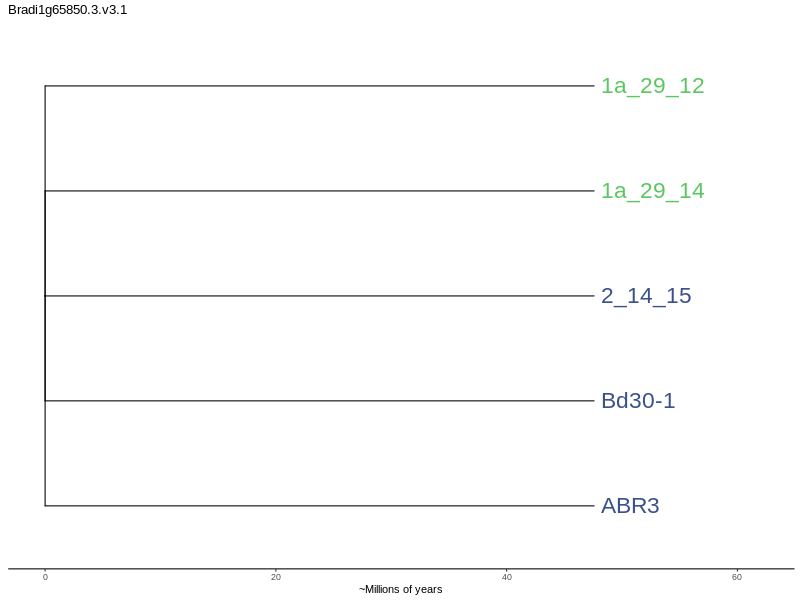 Bradi1g65850.3.v3.1
1a_29_12
1a_29_14
2_14_15
Bd30-1
ABR3
0 20 40 60
~Millions of years